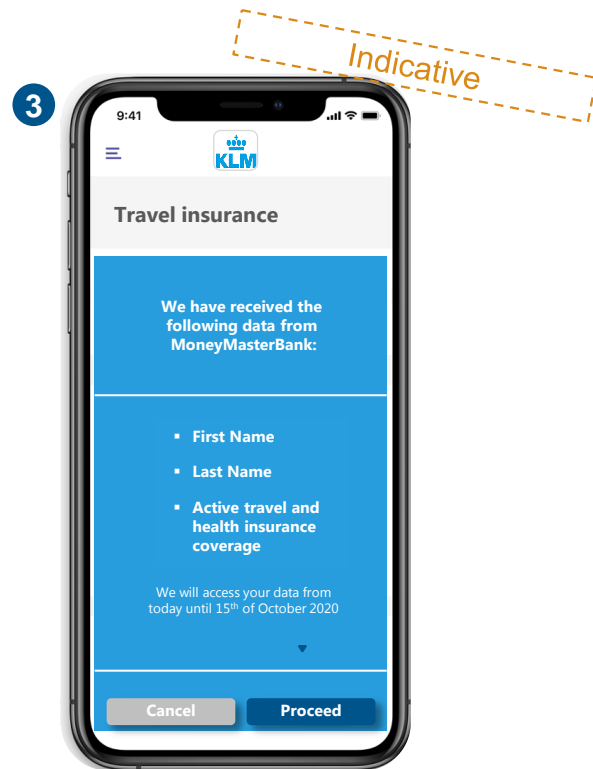 Indicative
3
9:41
KLM
Travel insurance
We have received the
following data from
MoneyMasterBank:
▪ First Name
▪ Last Name
▪ Active travel and
health insurance
coverage
We will access your data from
today until 15th of October 2020
Cancel
Proceed